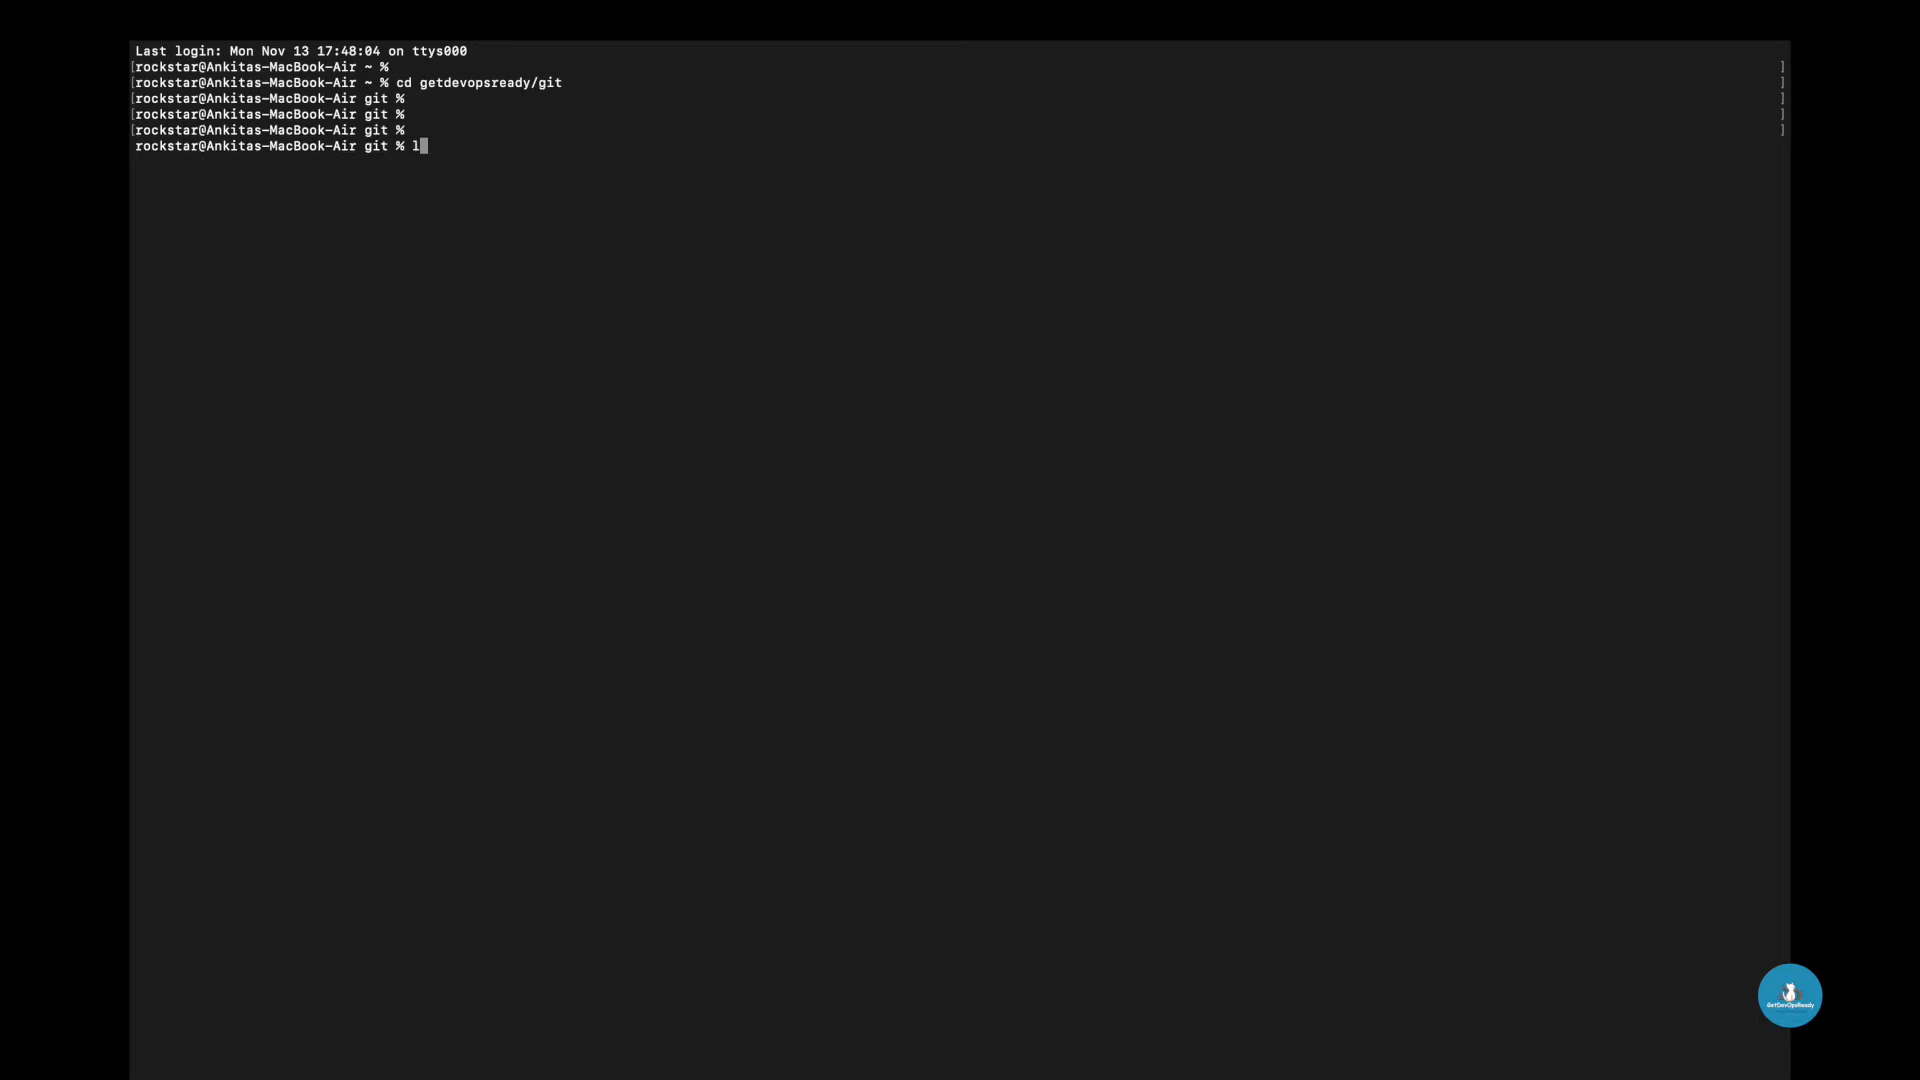 Last login: Mon Nov 13 17:48:04 on ttys000
[rockstar@Ankitas-MacBook-Air ~ % ]
[rockstar@Ankitas-MacBook-Air ~ % cd getdevopsready/git ]
[rockstar@Ankitas-MacBook-Air git % ]
[rockstar@Ankitas-MacBook-Air git % ]
[rockstar@Ankitas-MacBook-Air git % ]
rockstar@Ankitas-MacBook-Air git % l
GetDevOpsReady